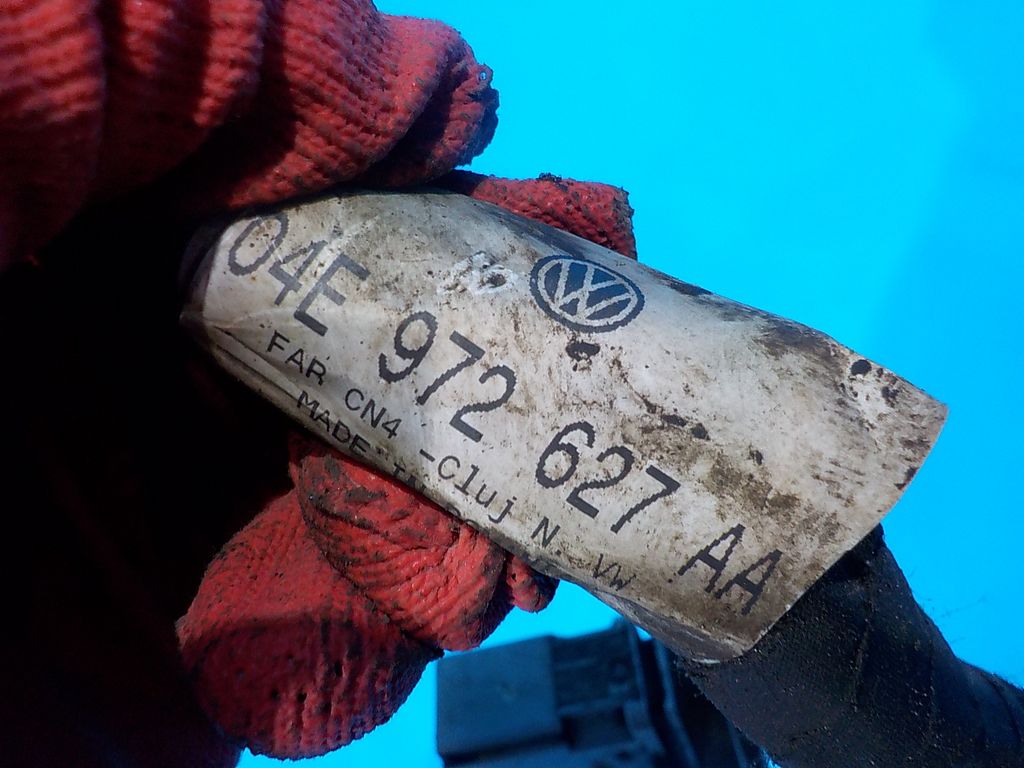 04E 972 627 AA
FAR CN4 -Cluj N. VW
MADE